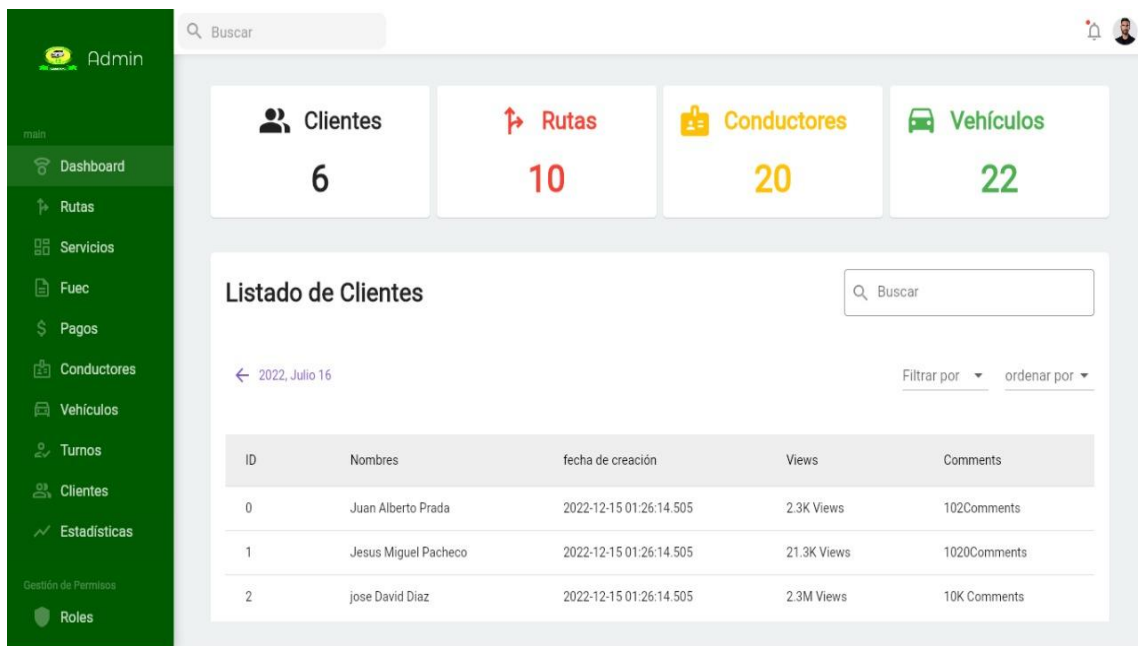 Admin
main
Dashboard
Rutas
Servicios
Fuec
Pagos
Conductores
Vehículos
Turnos
Clientes
Estadísticas
Gestión de Permisos
Roles
Buscar
Clientes
6
Rutas
10
Conductores
20
Vehículos
22
Listado de Clientes
Buscar
2022, Julio 16
Filtrar por
ordenar por
ID Nombres fecha de creación Views Comments
0 Juan Alberto Prada 2022-12-15 01:26:14.505 2.3K Views 102Comments
1 Jesus Miguel Pacheco 2022-12-15 01:26:14.505 21.3K Views 1020Comments
2 jose David Diaz 2022-12-15 01:26:14.505 2.3M Views 10K Comments